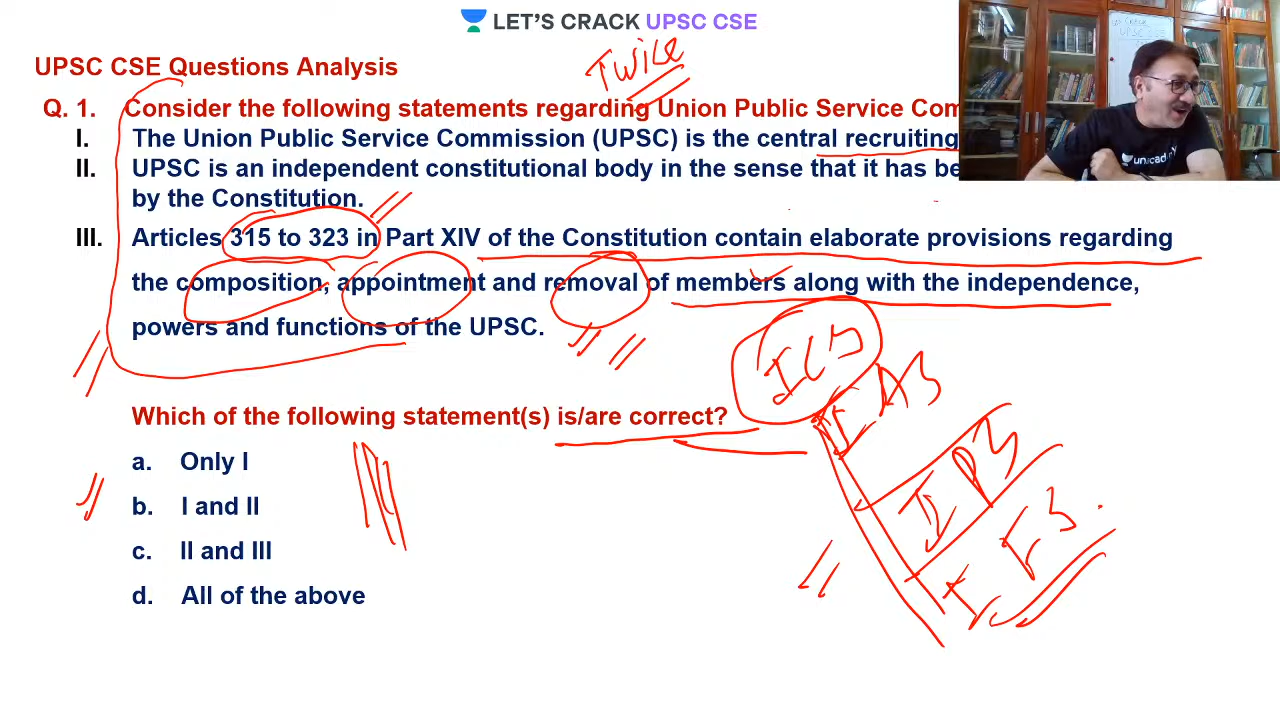 LET'S CRACK UPSC CSE
Twice
UPSC CSE Questions Analysis
Q. 1. Consider the following statements regarding Union Public Service Com
I. The Union Public Service Commission (UPSC) is the central recruiting
II. UPSC is an independent constitutional body in the sense that it has be
by the Constitution.
III. Articles 315 to 323 in Part XIV of the Constitution contain elaborate provisions regarding
the composition, appointment and removal of members along with the independence,
powers and functions of the UPSC.
ICS
IAS
IPS
IFS
Which of the following statement(s) is/are correct?
a. Only I
b. I and II
c. II and III
d. All of the above